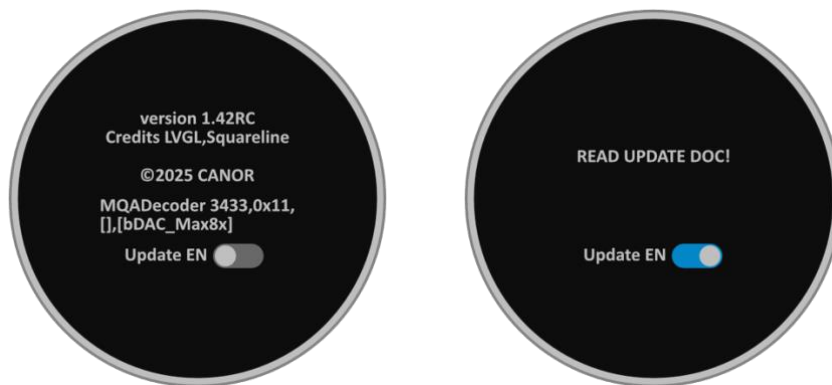 version 1.42RC
Credits LVGL,Squareline
©2025 CANOR
MQADecoder 3433,0x11,
[],[bDAC_Max8x]
Update EN
READ UPDATE DOC!
Update EN